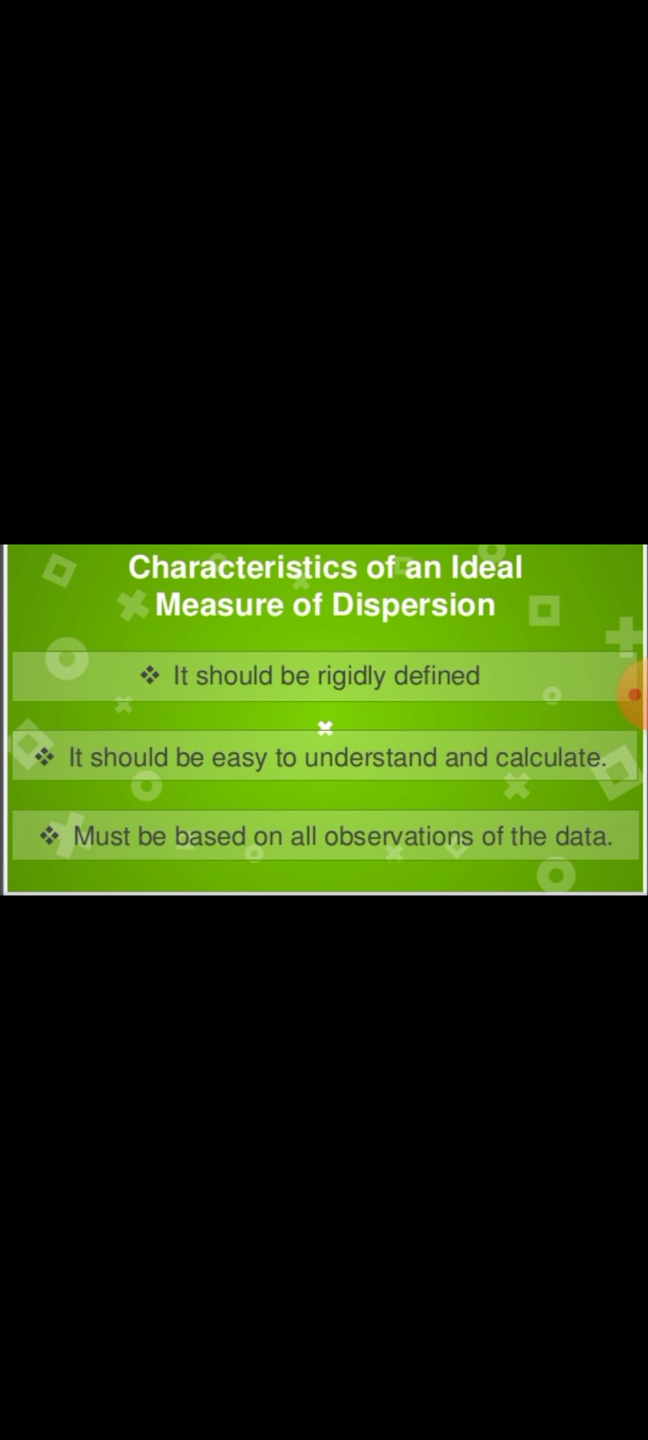 Characteristics of an Ideal
Measure of Dispersion
❖ It should be rigidly defined
❖ It should be easy to understand and calculate.
❖ Must be based on all observations of the data.